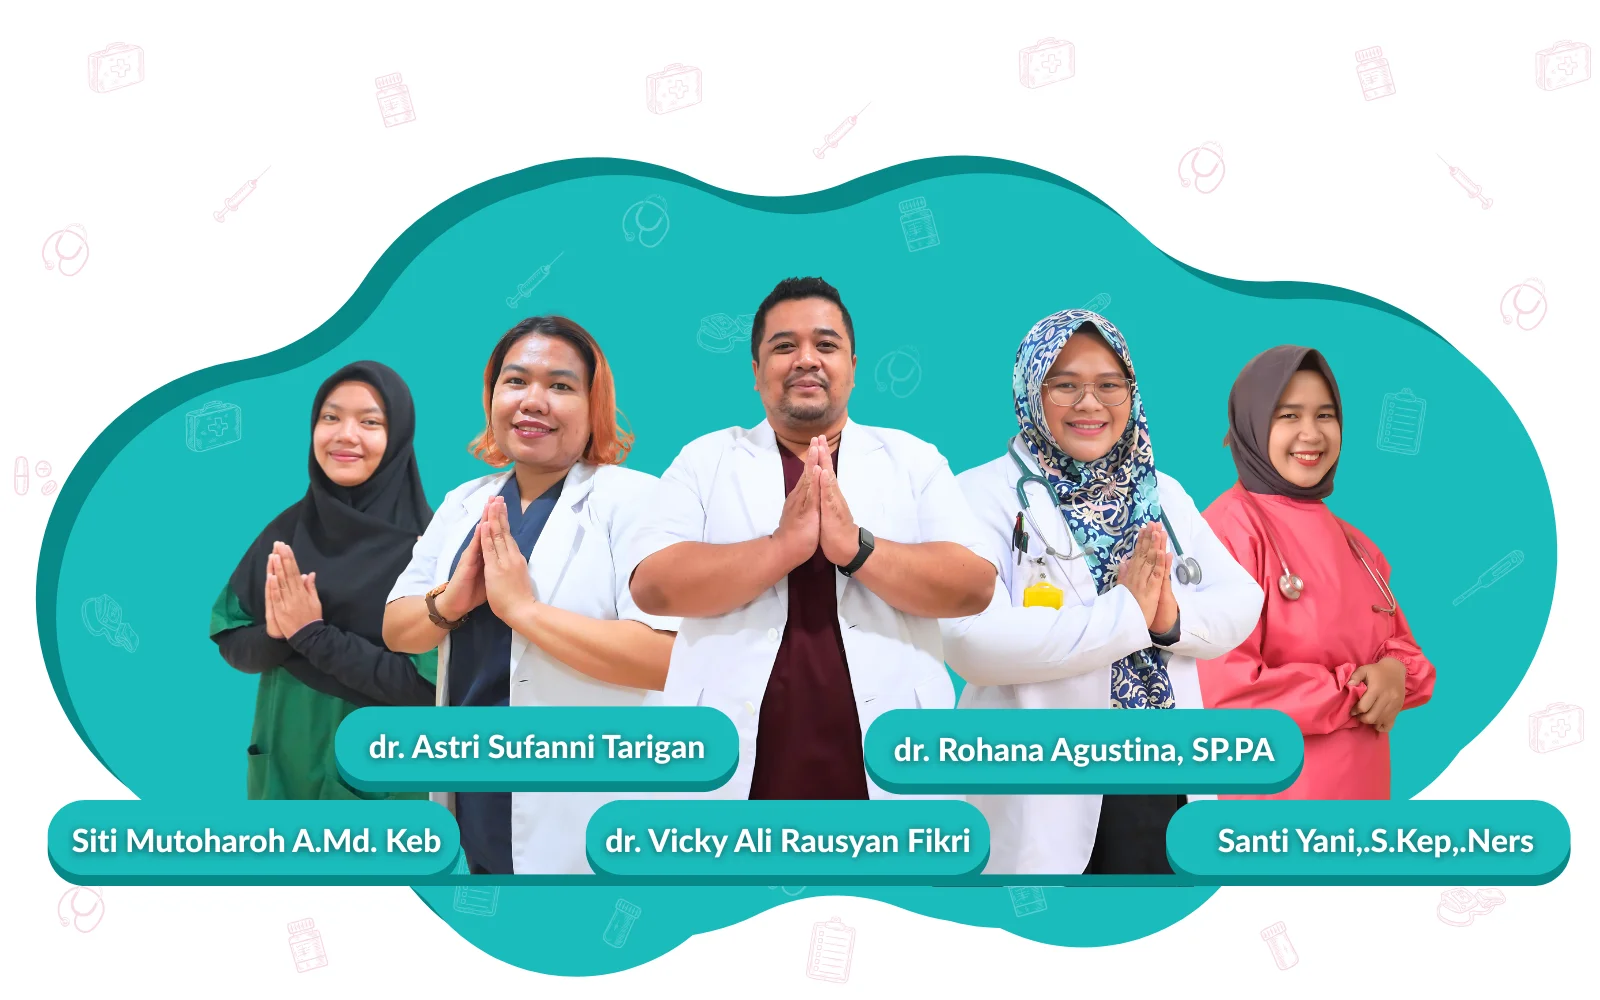 dr. Astri Sufanni Tarigan
dr. Rohana Agustina, SP.PA
Siti Mutoharoh A.Md. Keb
dr. Vicky Ali Rausyan Fikri
Santi Yani,.S.Kep,.Ners